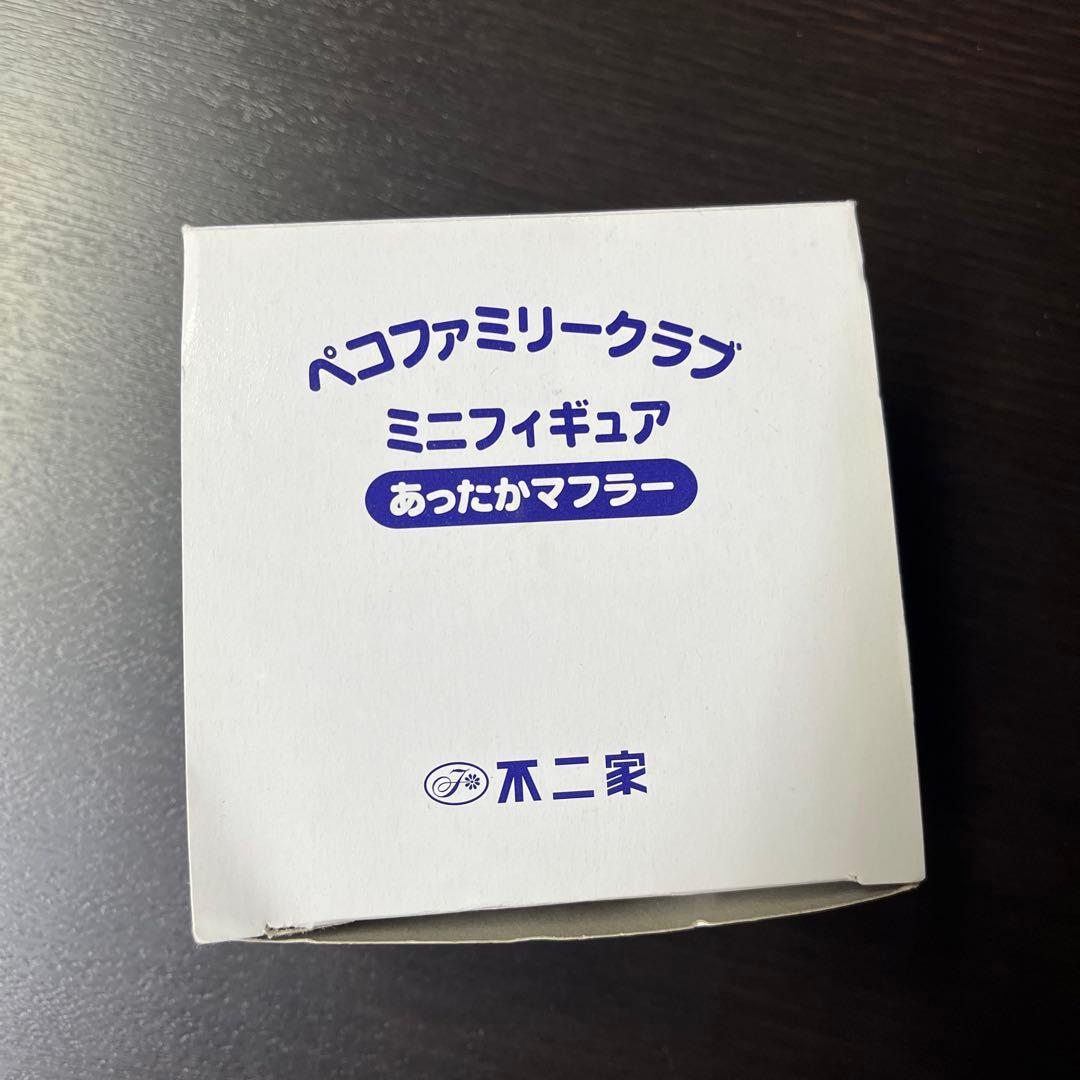 ペコファミリークラブ
ミニフィギュア
あったかマフラー
F 不二家